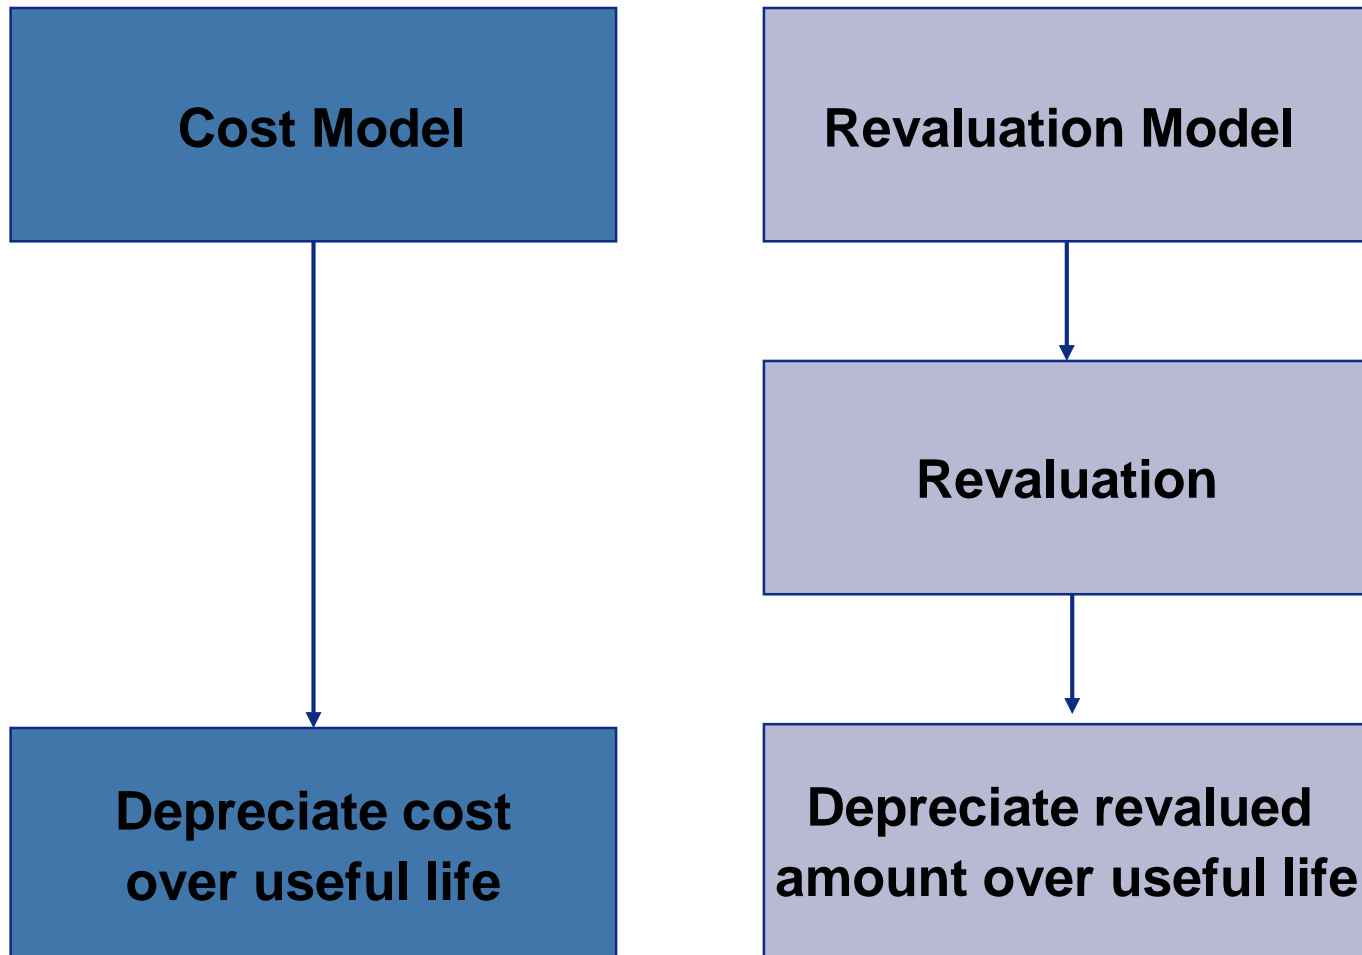 Cost Model
Revaluation Model
Revaluation
Depreciate cost
over useful life
Depreciate revalued
amount over useful life